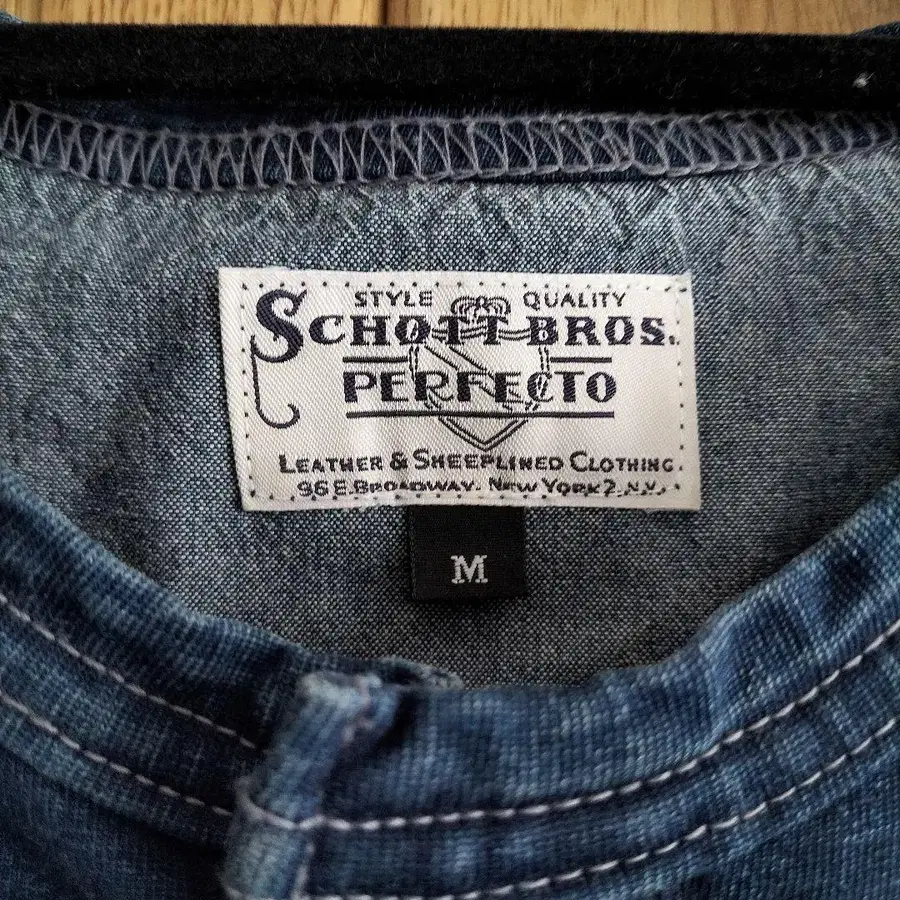 STYLE QUALITY
SCHOTT BROS.
PERFECTO
LEATHER & SHEEPLINED CLOTHING
96 E. BROADWAY. NEW YORK 2, N.Y.
M